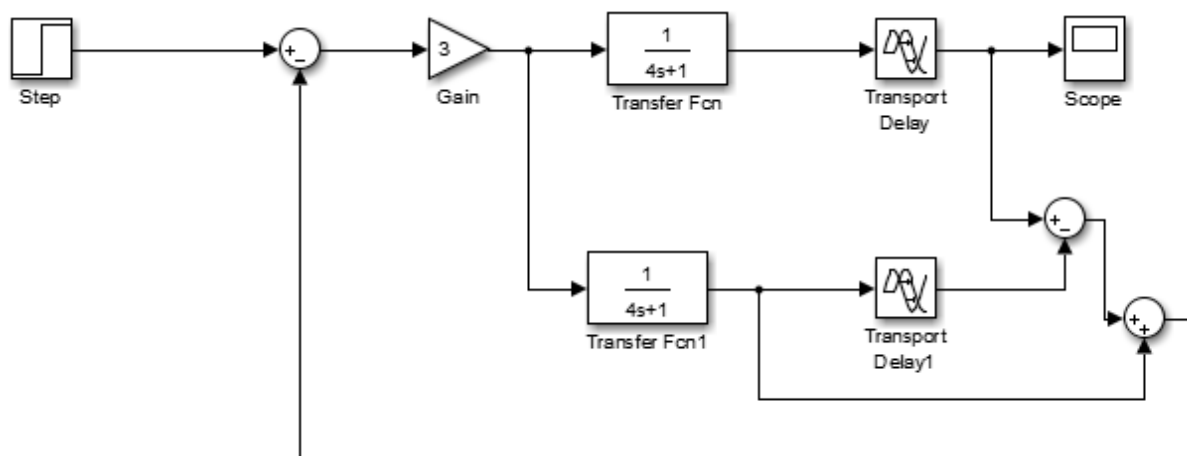 +
−
3
1
4s+1
Step
Gain
Transfer Fcn
Transport
Delay
Scope
+
−
1
4s+1
Transfer Fcn1
Transport
Delay1
+
+